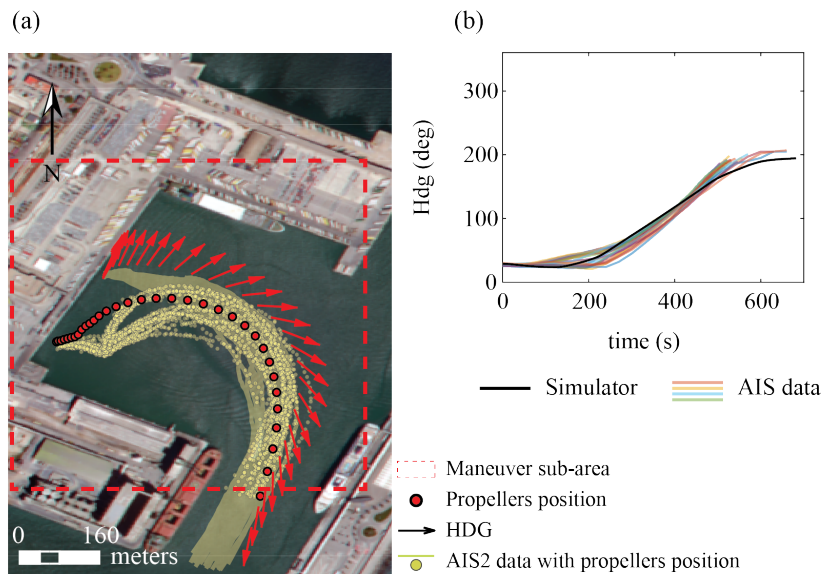 (a)
N
0 160
meters
(b)
Hdg (deg)
300
200
100
0
0 200 400 600
time (s)
Simulator AIS data
Maneuver sub-area
Propellers position
HDG
AIS2 data with propellers position